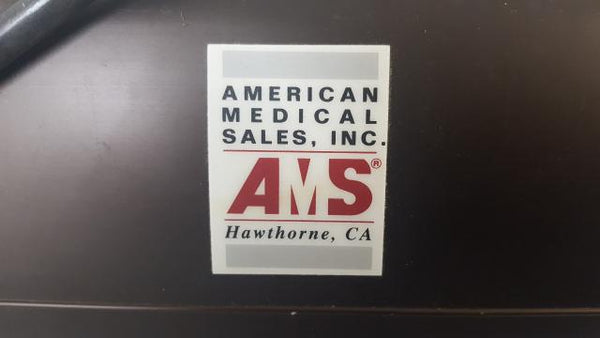 AMERICAN
MEDICAL
SALES, INC.
AMS®
Hawthorne, CA